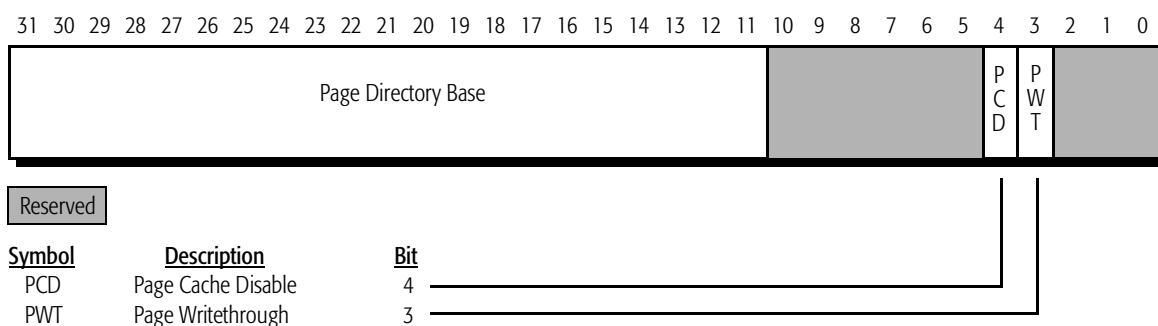 31 30 29 28 27 26 25 24 23 22 21 20 19 18 17 16 15 14 13 12 11 10 9 8 7 6 5 4 3 2 1 0
Page Directory Base
PCD
PWT
Reserved
Symbol Description Bit
PCD Page Cache Disable 4
PWT Page Writethrough 3